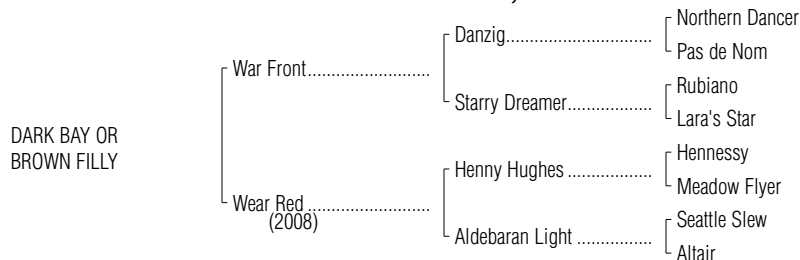 Northern Dancer
Danzig..................................
Pas de Nom
War Front..........................
Rubiano
Starry Dreamer...................
Lara's Star
DARK BAY OR
BROWN FILLY
Hennessy
Henny Hughes ...................
Meadow Flyer
Wear Red ..........................
(2008)
Seattle Slew
Aldebaran Light .................
Altair